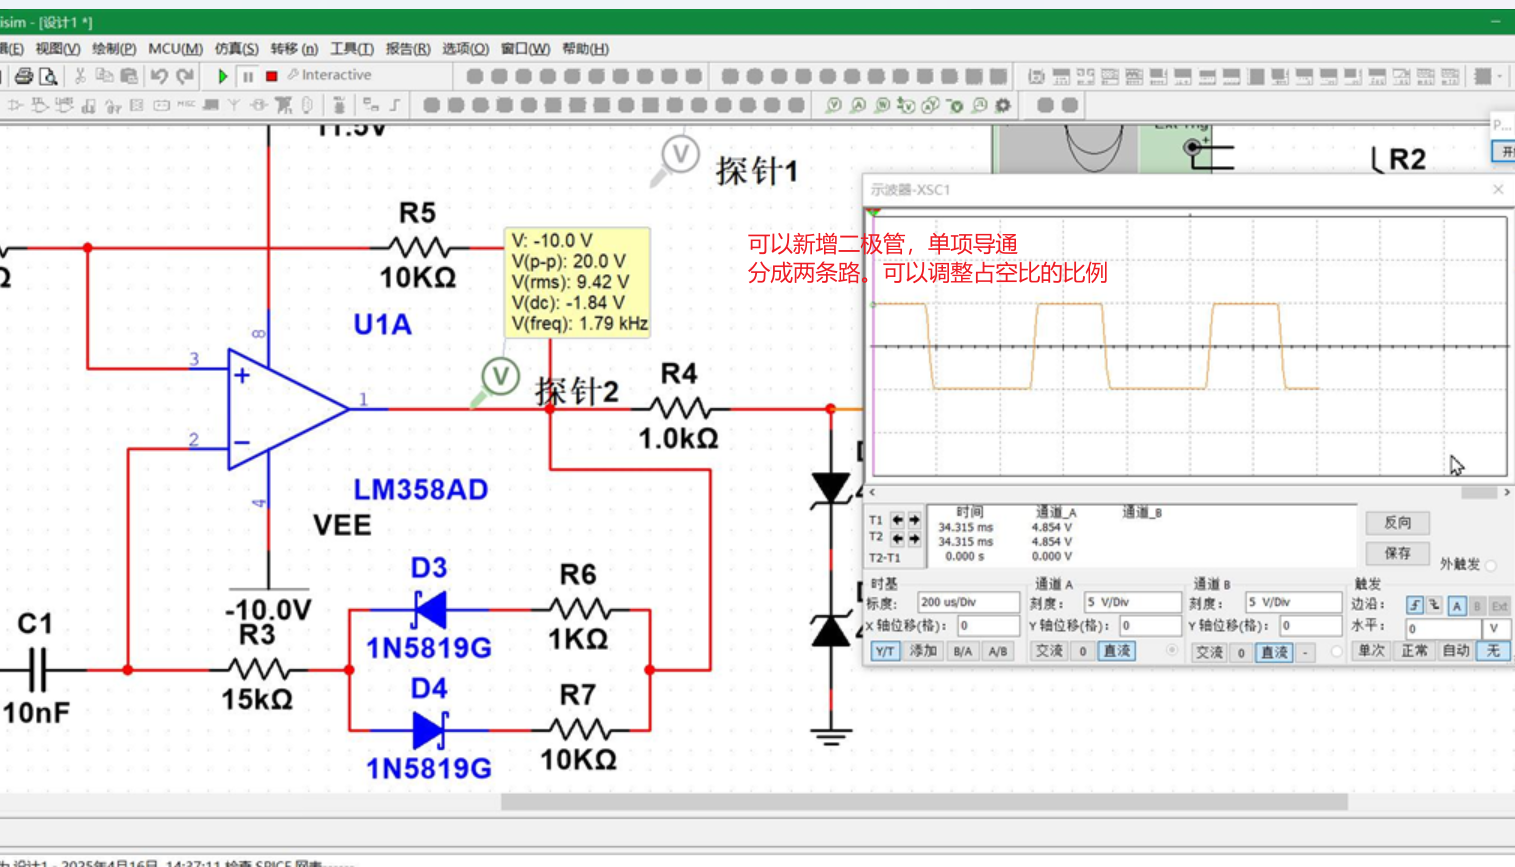 isim - [设计1 *]
辑(E) 视图(V) 绘制(P) MCU(M) 仿真(S) 转移 (n) 工具(T) 报告(R) 选项(O) 窗口(W) 帮助(H)
Interactive
11.5V
探针1
Ext Trig
R2
P...
开
示波器-XSC1
可以新增二极管，单项导通
分成两条路。可以调整占空比的比例
R5
10KΩ
Ω
V: -10.0 V
V(p-p): 20.0 V
V(rms): 9.42 V
V(dc): -1.84 V
V(freq): 1.79 kHz
U1A
8
3
2
1
4
V
V
探针2
R4
1.0kΩ
LM358AD
VEE
-10.0V
C1
10nF
R3
15kΩ
D3
1N5819G
R6
1KΩ
D4
1N5819G
R7
10KΩ
时间 通道_A 通道_B
T1 34.315 ms 4.854 V
T2 34.315 ms 4.854 V
T2-T1 0.000 s 0.000 V
反向
保存
外触发
时基 通道 A 通道 B 触发
标度： 200 us/Div 刻度： 5 V/Div 刻度： 5 V/Div 边沿： A B Ext
X 轴位移(格)： 0 Y 轴位移(格)： 0 Y 轴位移(格)： 0 水平： 0 V
Y/T 添加 B/A A/B 交流 0 直流 交流 0 直流 - 单次 正常 自动 无
设计1 - 2025年4月16日, 14:37:11 检查 SPICE 网表------